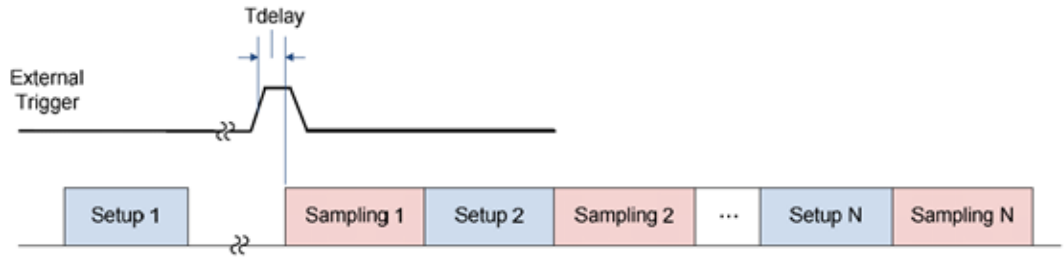 Tdelay
External
Trigger
Setup 1
Sampling 1
Setup 2
Sampling 2
...
Setup N
Sampling N